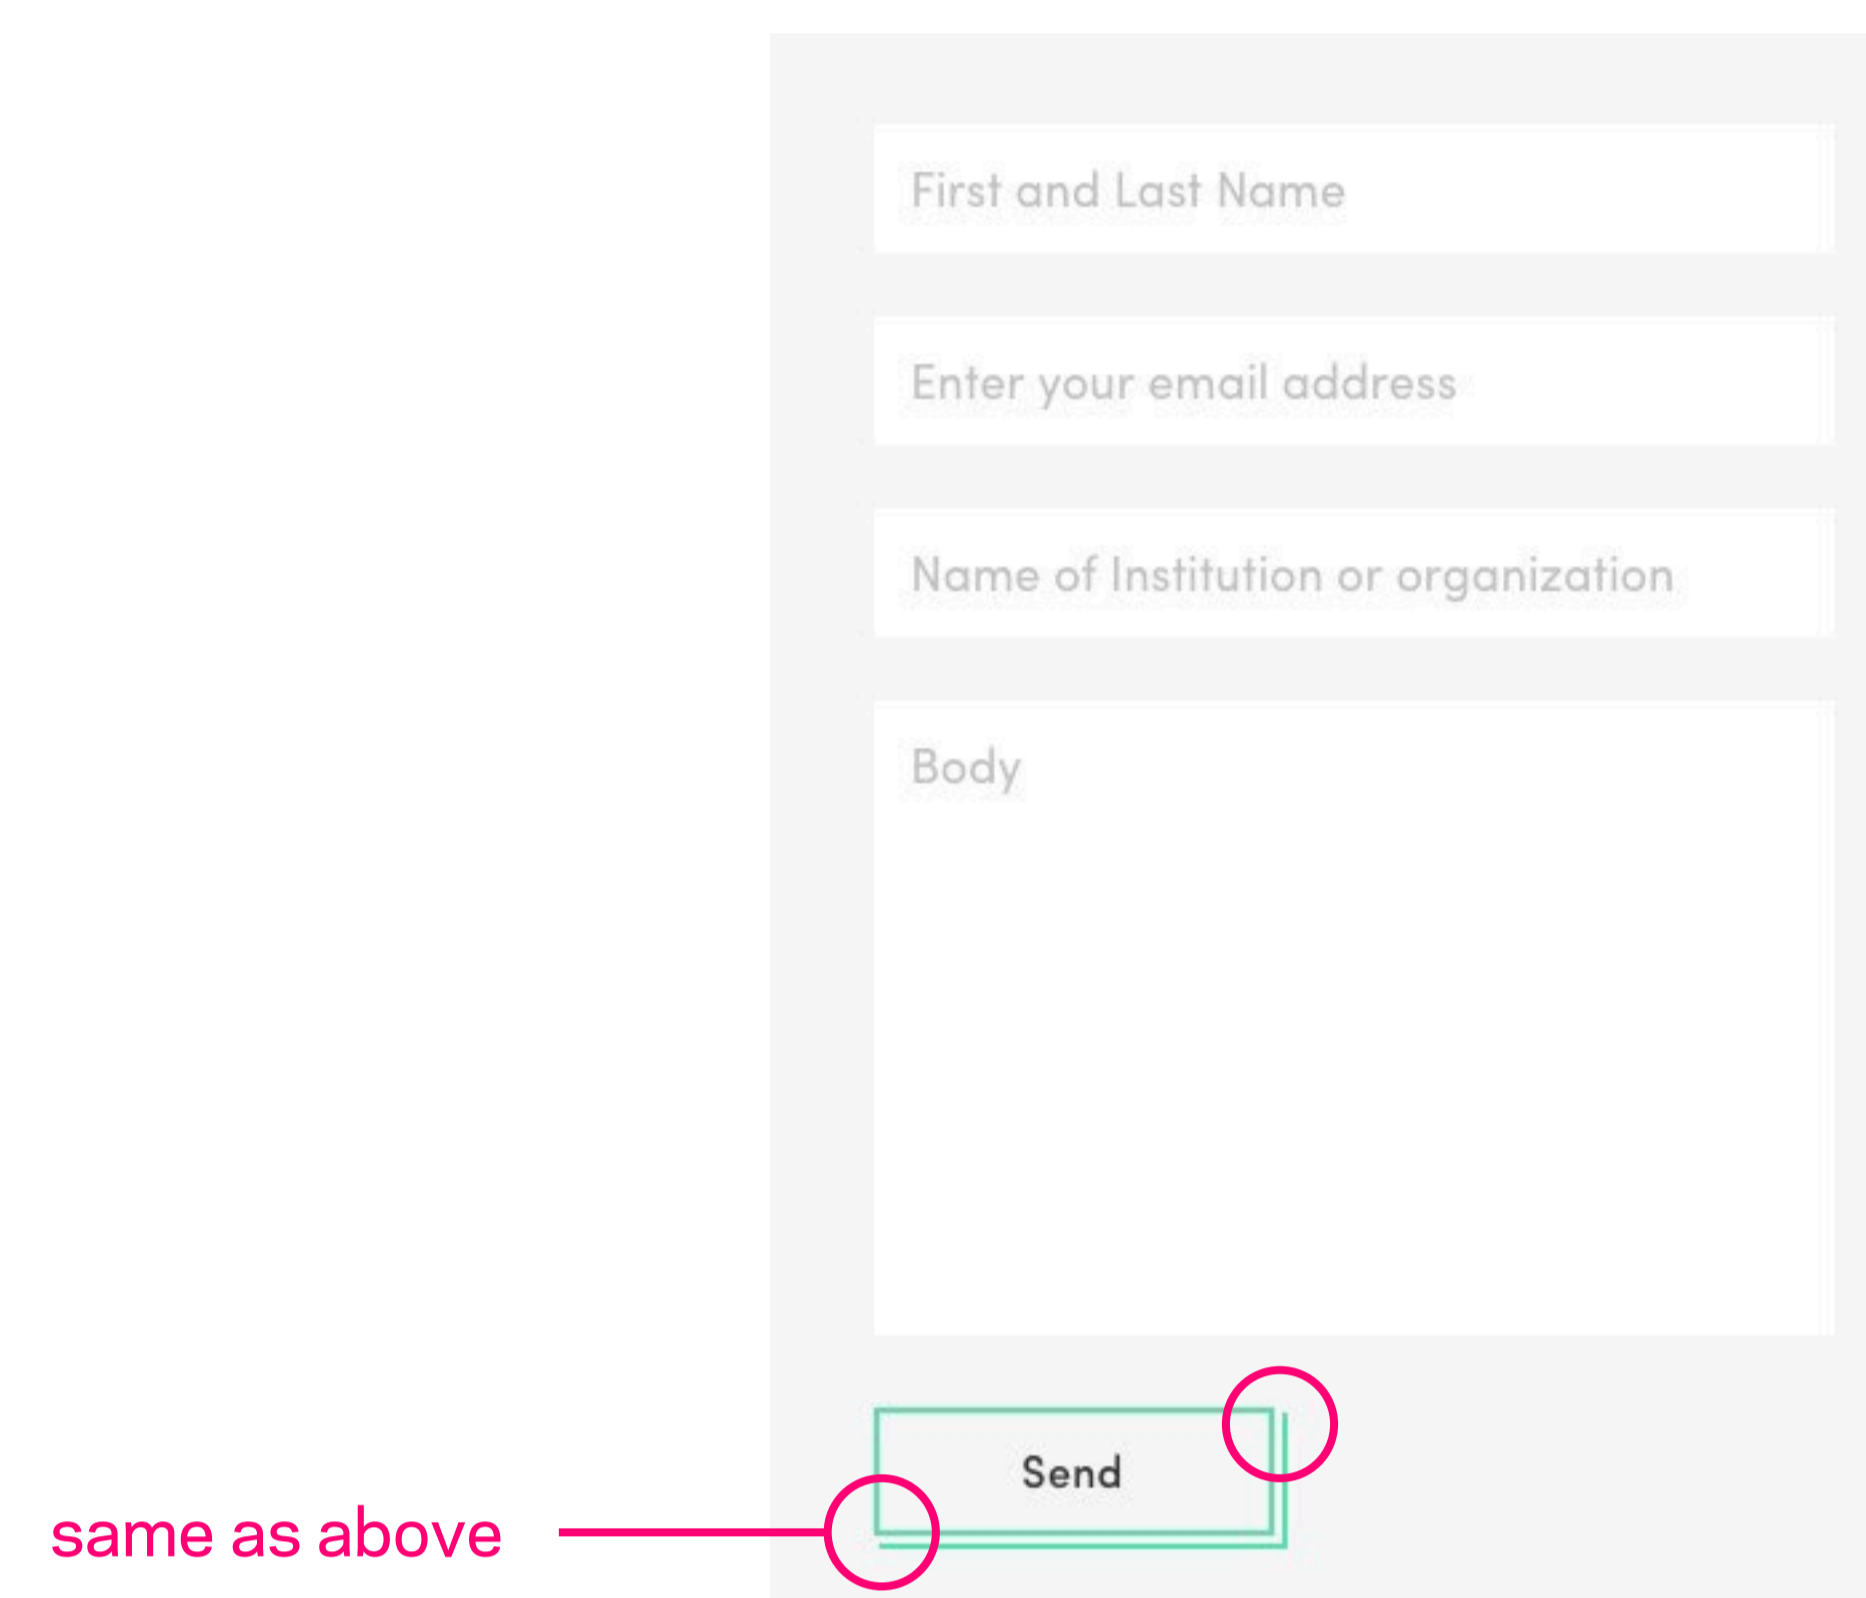 First and Last Name
Enter your email address
Name of Institution or organization
Body
Send
same as above